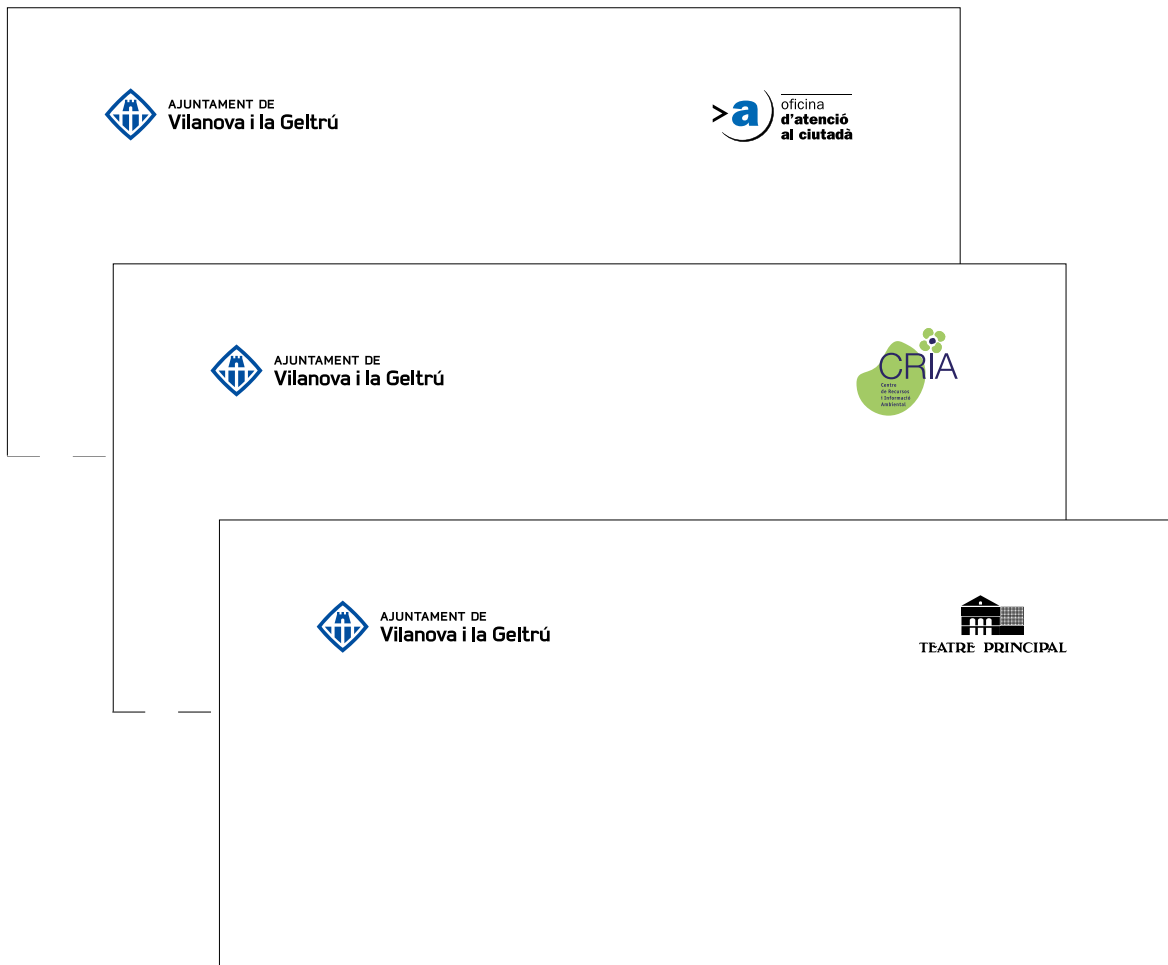 AJUNTAMENT DE
Vilanova i la Geltrú
>a
oficina
d'atenció
al ciutadà
AJUNTAMENT DE
Vilanova i la Geltrú
CRIA
Centre
de Recursos
i Informació
Ambiental
AJUNTAMENT DE
Vilanova i la Geltrú
TEATRE PRINCIPAL